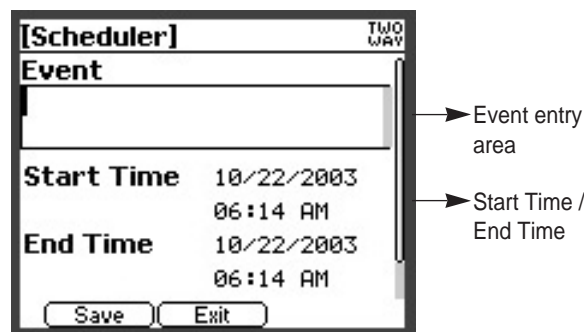 [Scheduler] TWO WAY
Event
Event entry area
Start Time 10/22/2003
06:14 AM
Start Time / End Time
End Time 10/22/2003
06:14 AM
Save Exit